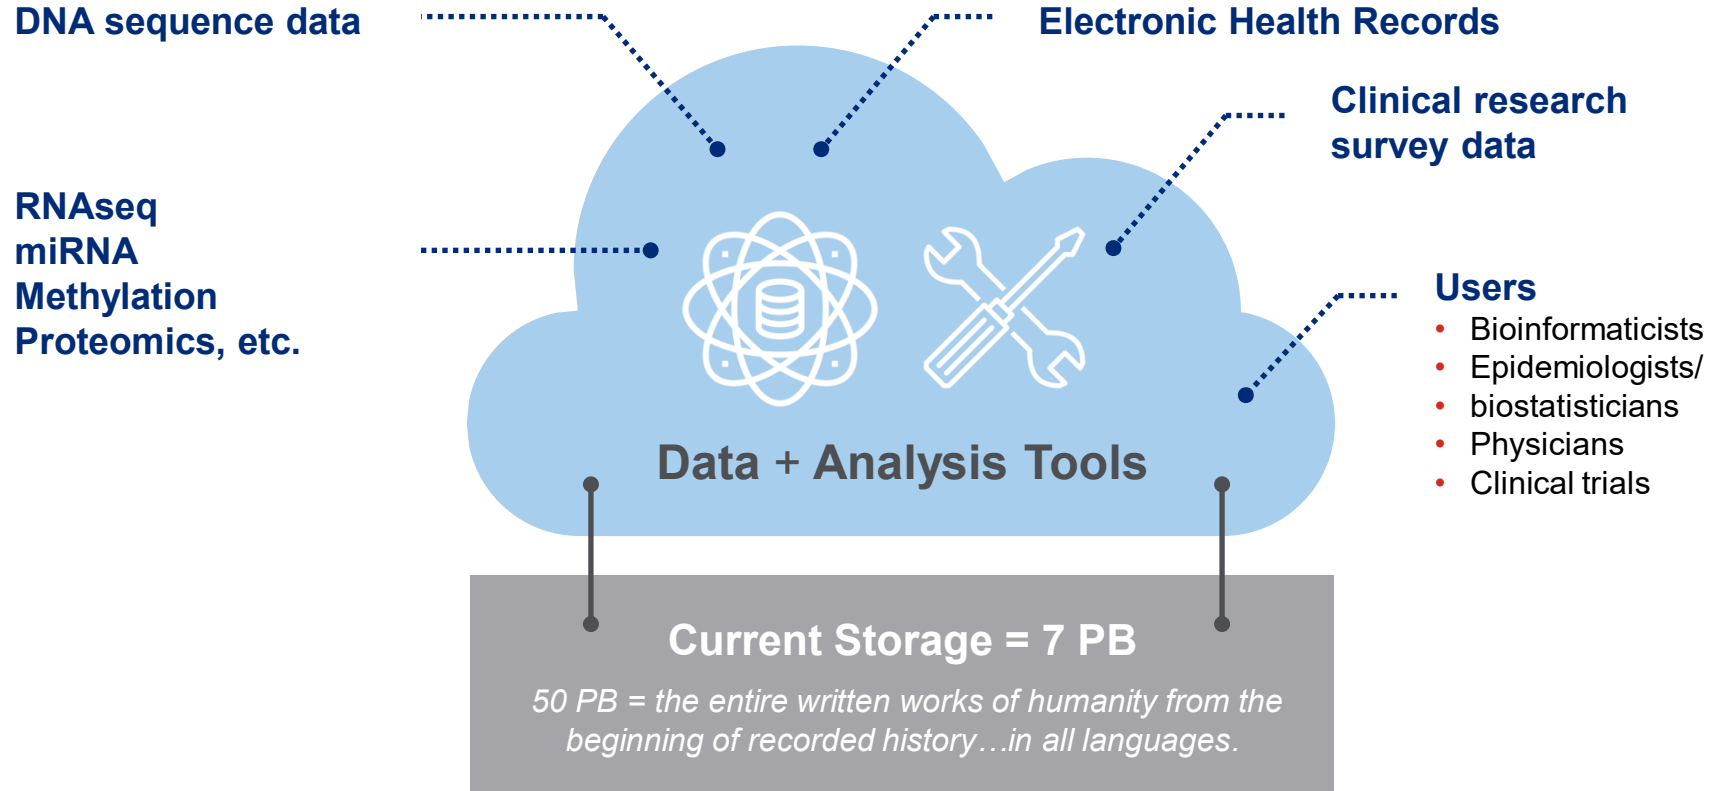 DNA sequence data
Electronic Health Records
Clinical research
survey data
RNAseq
miRNA
Methylation
Proteomics, etc.
Users
• Bioinformaticists
• Epidemiologists/
• biostatisticians
• Physicians
• Clinical trials
Data + Analysis Tools
Current Storage = 7 PB
50 PB = the entire written works of humanity from the
beginning of recorded history…in all languages.